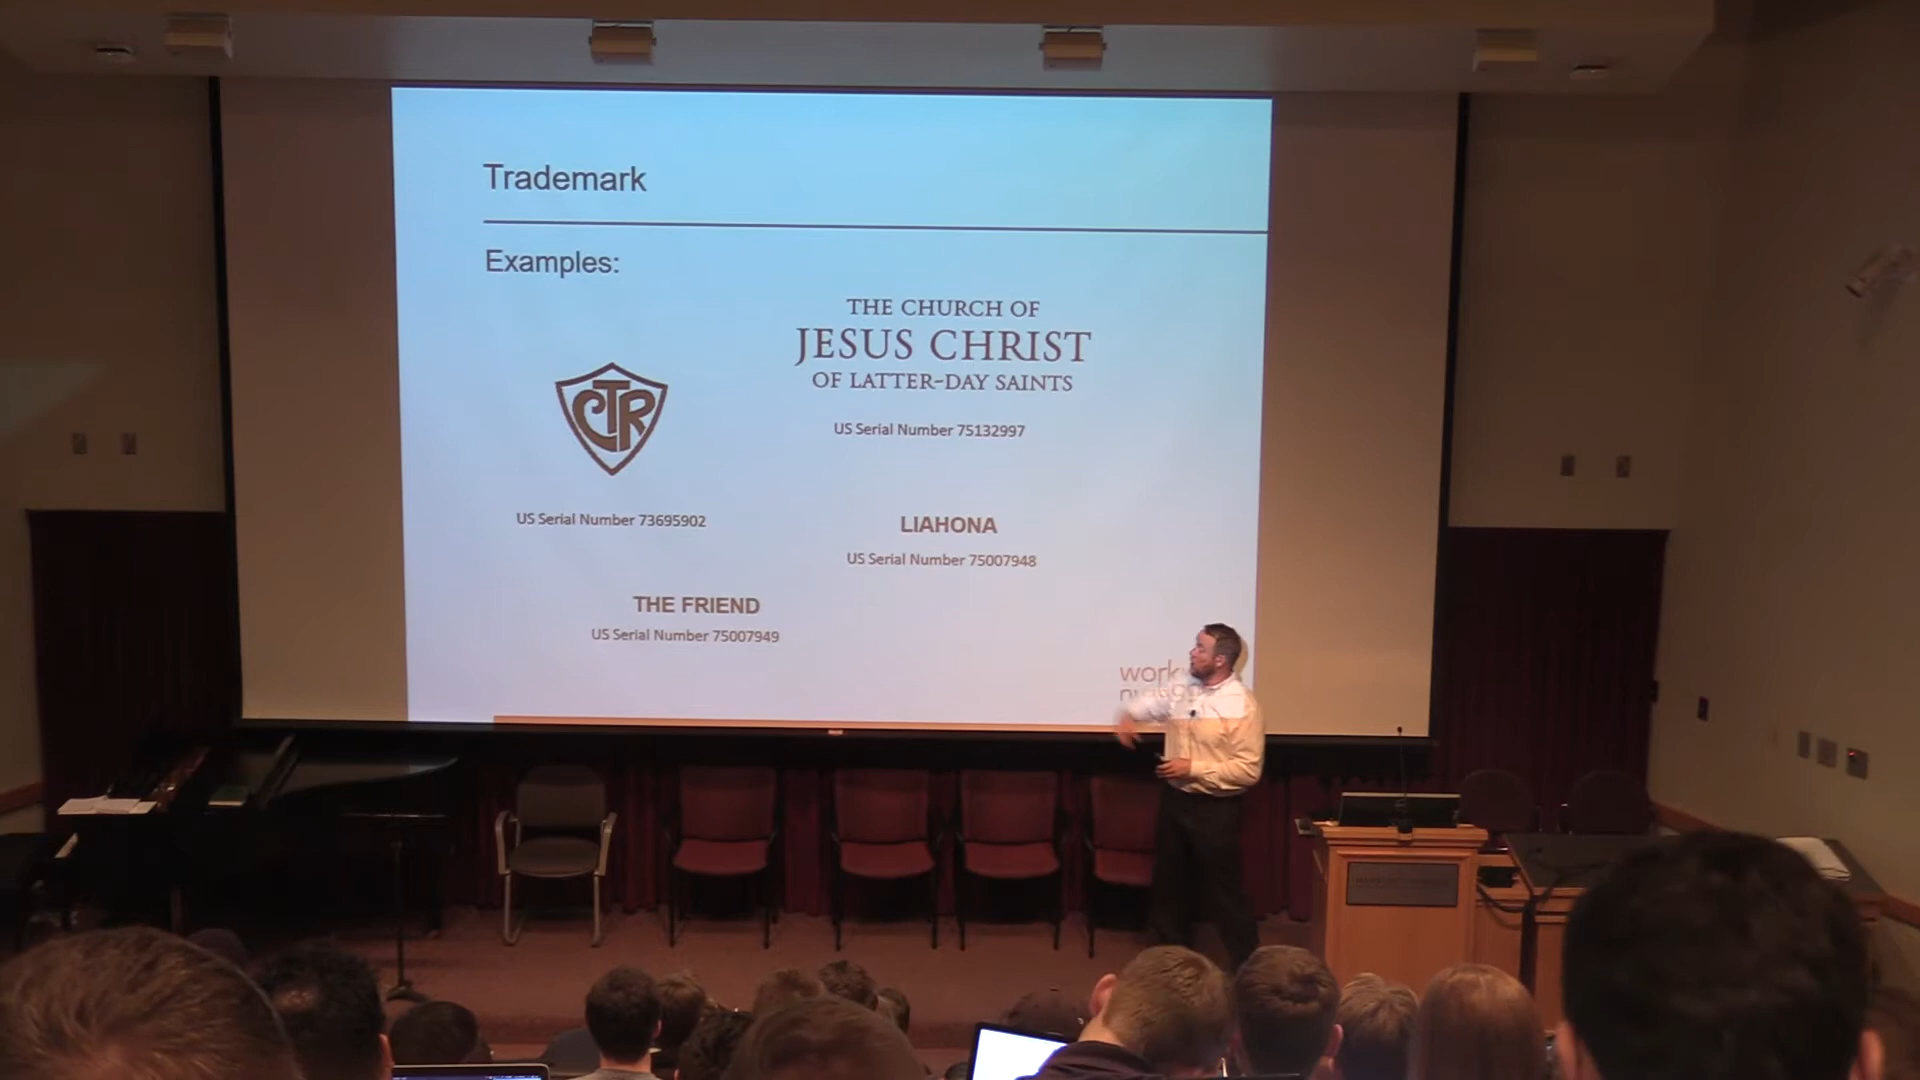 Trademark
Examples:
THE CHURCH OF
JESUS CHRIST
OF LATTER-DAY SAINTS
US Serial Number 75132997
CTR
US Serial Number 73695902
LIAHONA
US Serial Number 75007948
THE FRIEND
US Serial Number 75007949
work